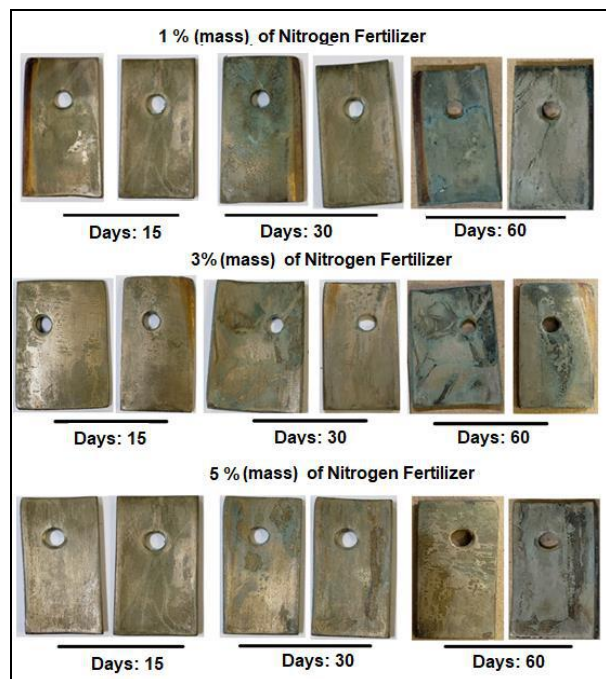 1 % (mass) of Nitrogen Fertilizer
Days: 15 Days: 30 Days: 60
3% (mass) of Nitrogen Fertilizer
Days: 15 Days: 30 Days: 60
5 % (mass) of Nitrogen Fertilizer
Days: 15 Days: 30 Days: 60